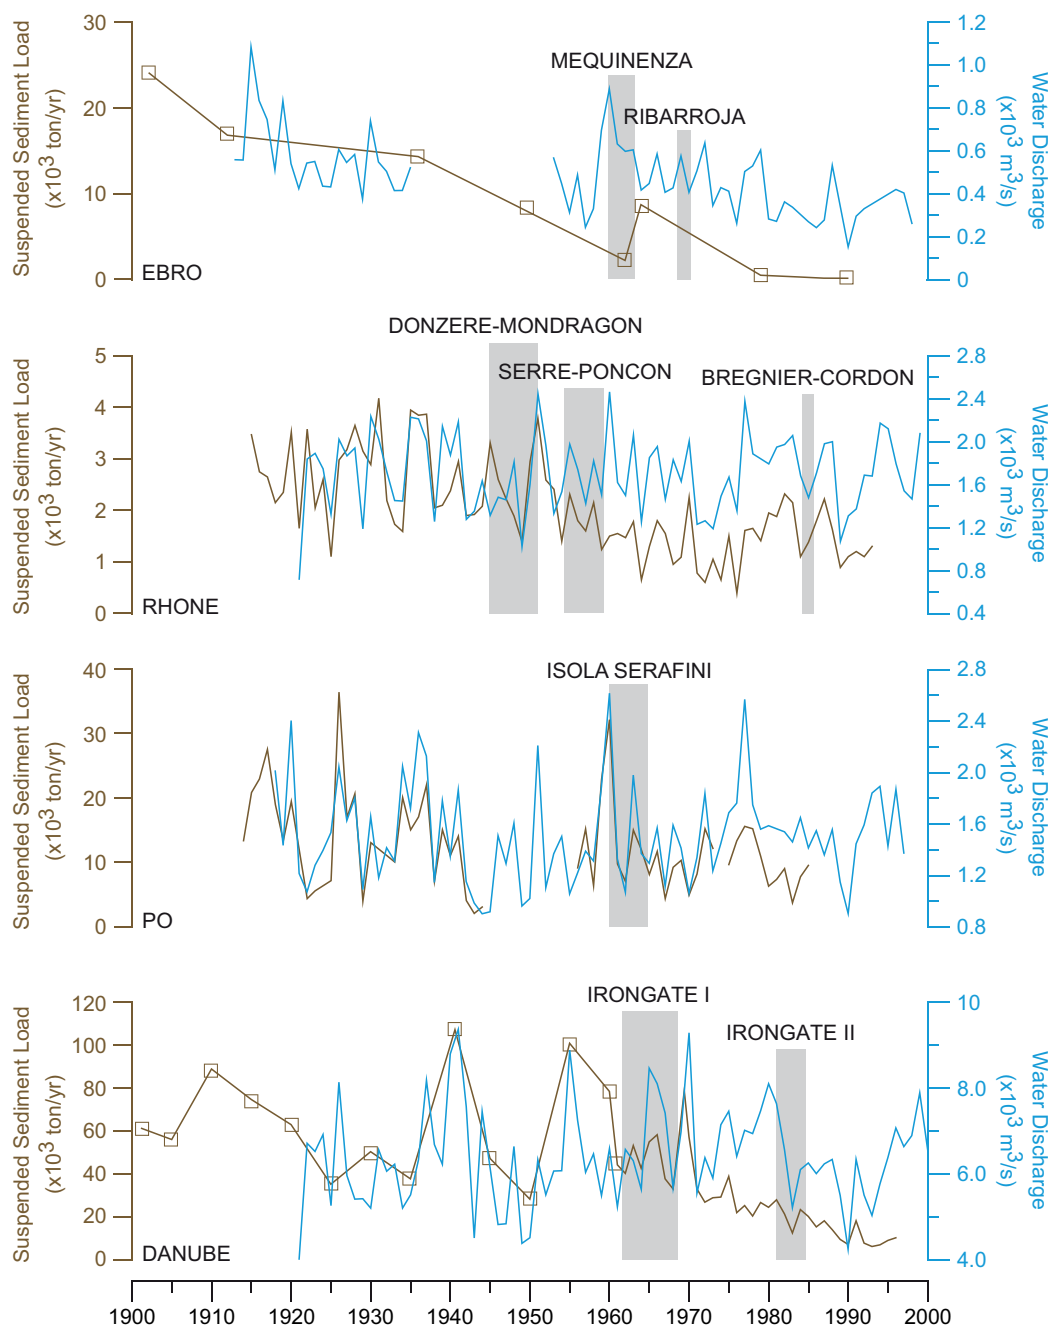 Suspended Sediment Load
(x10³ ton/yr)
30
20
10
0
EBRO
MEQUINENZA
RIBARROJA
1.2
1.0
0.8
0.6
0.4
0.2
0
Water Discharge
(x10³ m³/s)
Suspended Sediment Load
(x10³ ton/yr)
5
4
3
2
1
0
RHONE
DONZERE-MONDRAGON
SERRE-PONCON
BREGNIER-CORDON
2.8
2.4
2.0
1.6
1.2
0.8
0.4
Water Discharge
(x10³ m³/s)
Suspended Sediment Load
(x10³ ton/yr)
40
30
20
10
0
PO
ISOLA SERAFINI
2.8
2.4
2.0
1.6
1.2
0.8
Water Discharge
(x10³ m³/s)
Suspended Sediment Load
(x10³ ton/yr)
120
100
80
60
40
20
0
DANUBE
IRONGATE I
IRONGATE II
10
8.0
6.0
4.0
Water Discharge
(x10³ m³/s)
1900 1910 1920 1930 1940 1950 1960 1970 1980 1990 2000